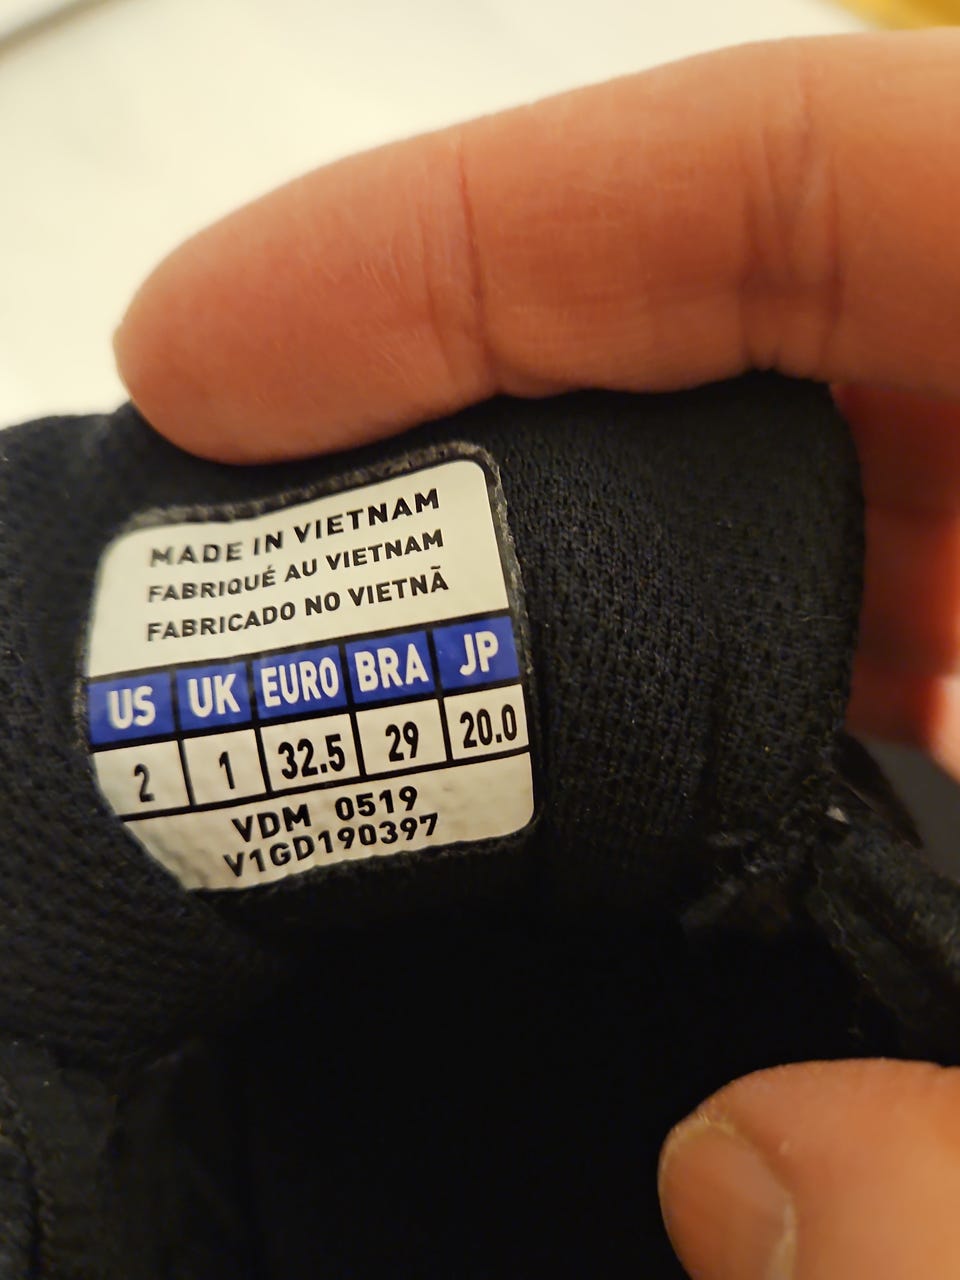 MADE IN VIETNAM
FABRIQUÉ AU VIETNAM
FABRICADO NO VIETNÃ
US UK EURO BRA JP
2 1 32.5 29 20.0
VDM 0519
V1GD190397